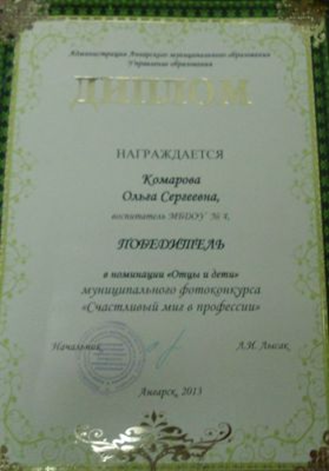 Администрация Ангарского муниципального образования
Управление образования
ДИПЛОМ
НАГРАЖДАЕТСЯ
Комарова
Ольга Сергеевна,
воспитатель МБДОУ № 8,
ПОБЕДИТЕЛЬ
в номинации «Отцы и дети»
муниципального фотоконкурса
«Счастливый миг в профессии»
Начальник Л.И. Лысак
Ангарск, 2013